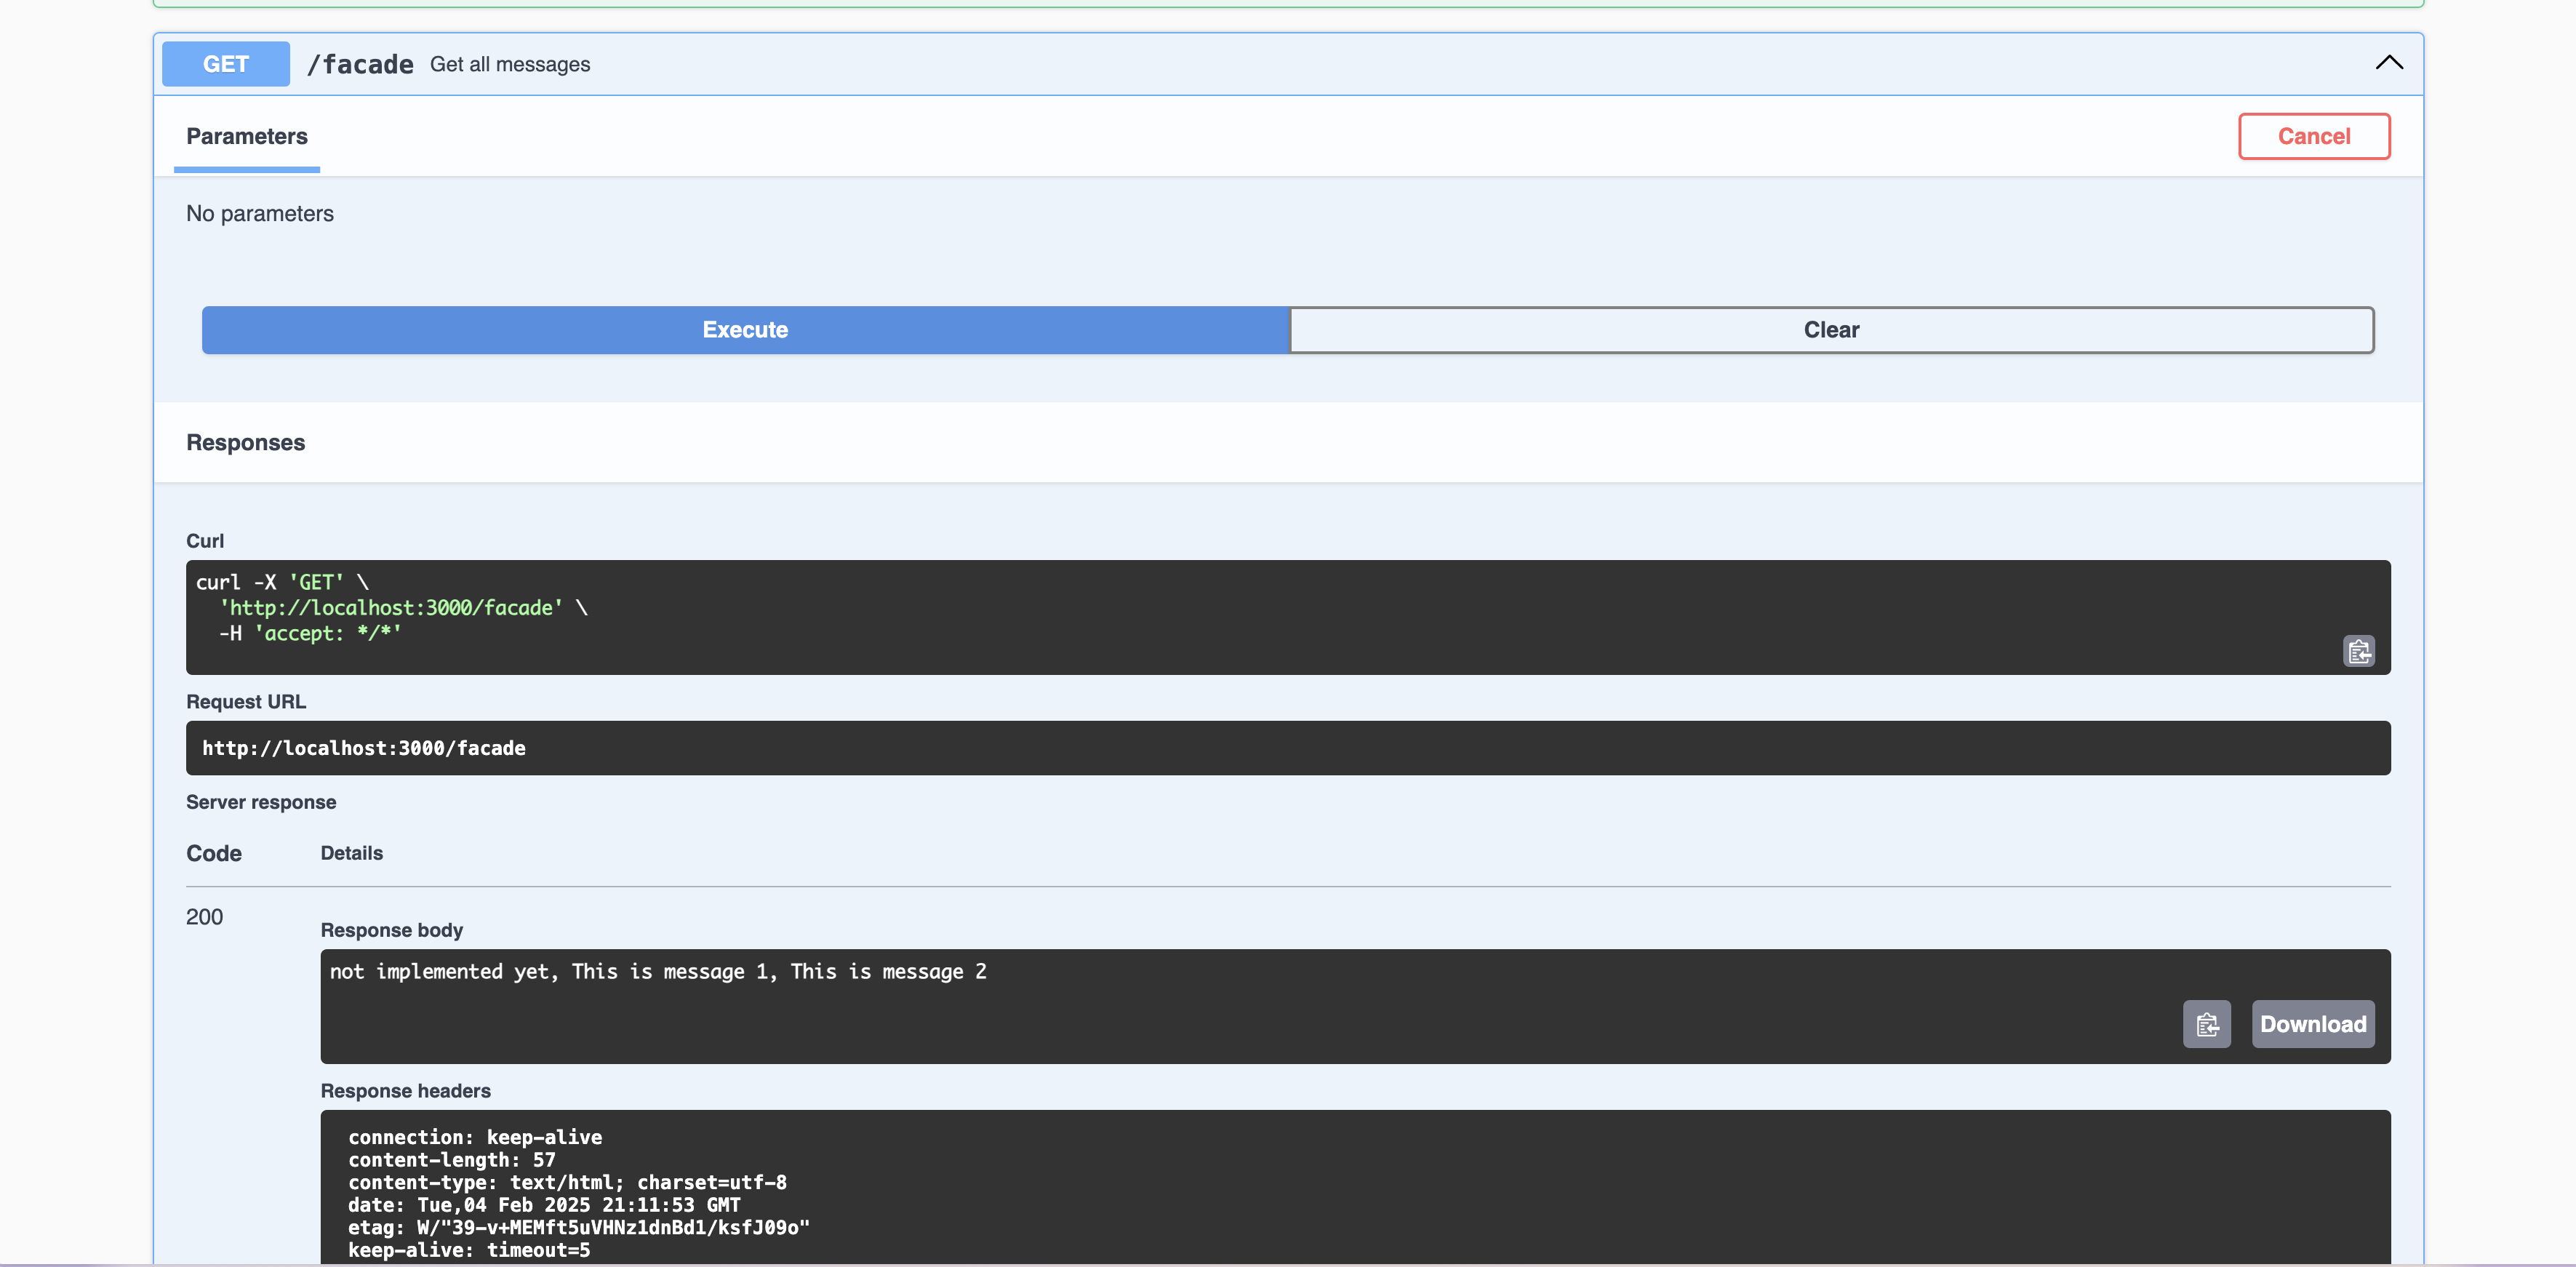 GET /facade Get all messages
Parameters Cancel
No parameters
Execute Clear
Responses
Curl
curl -X 'GET' \
  'http://localhost:3000/facade' \
  -H 'accept: */*'
Request URL
http://localhost:3000/facade
Server response
Code Details
200
Response body
not implemented yet, This is message 1, This is message 2
Download
Response headers
connection: keep-alive
content-length: 57
content-type: text/html; charset=utf-8
date: Tue,04 Feb 2025 21:11:53 GMT
etag: W/"39-v+MEMft5uVHNz1dnBd1/ksfJ09o"
keep-alive: timeout=5